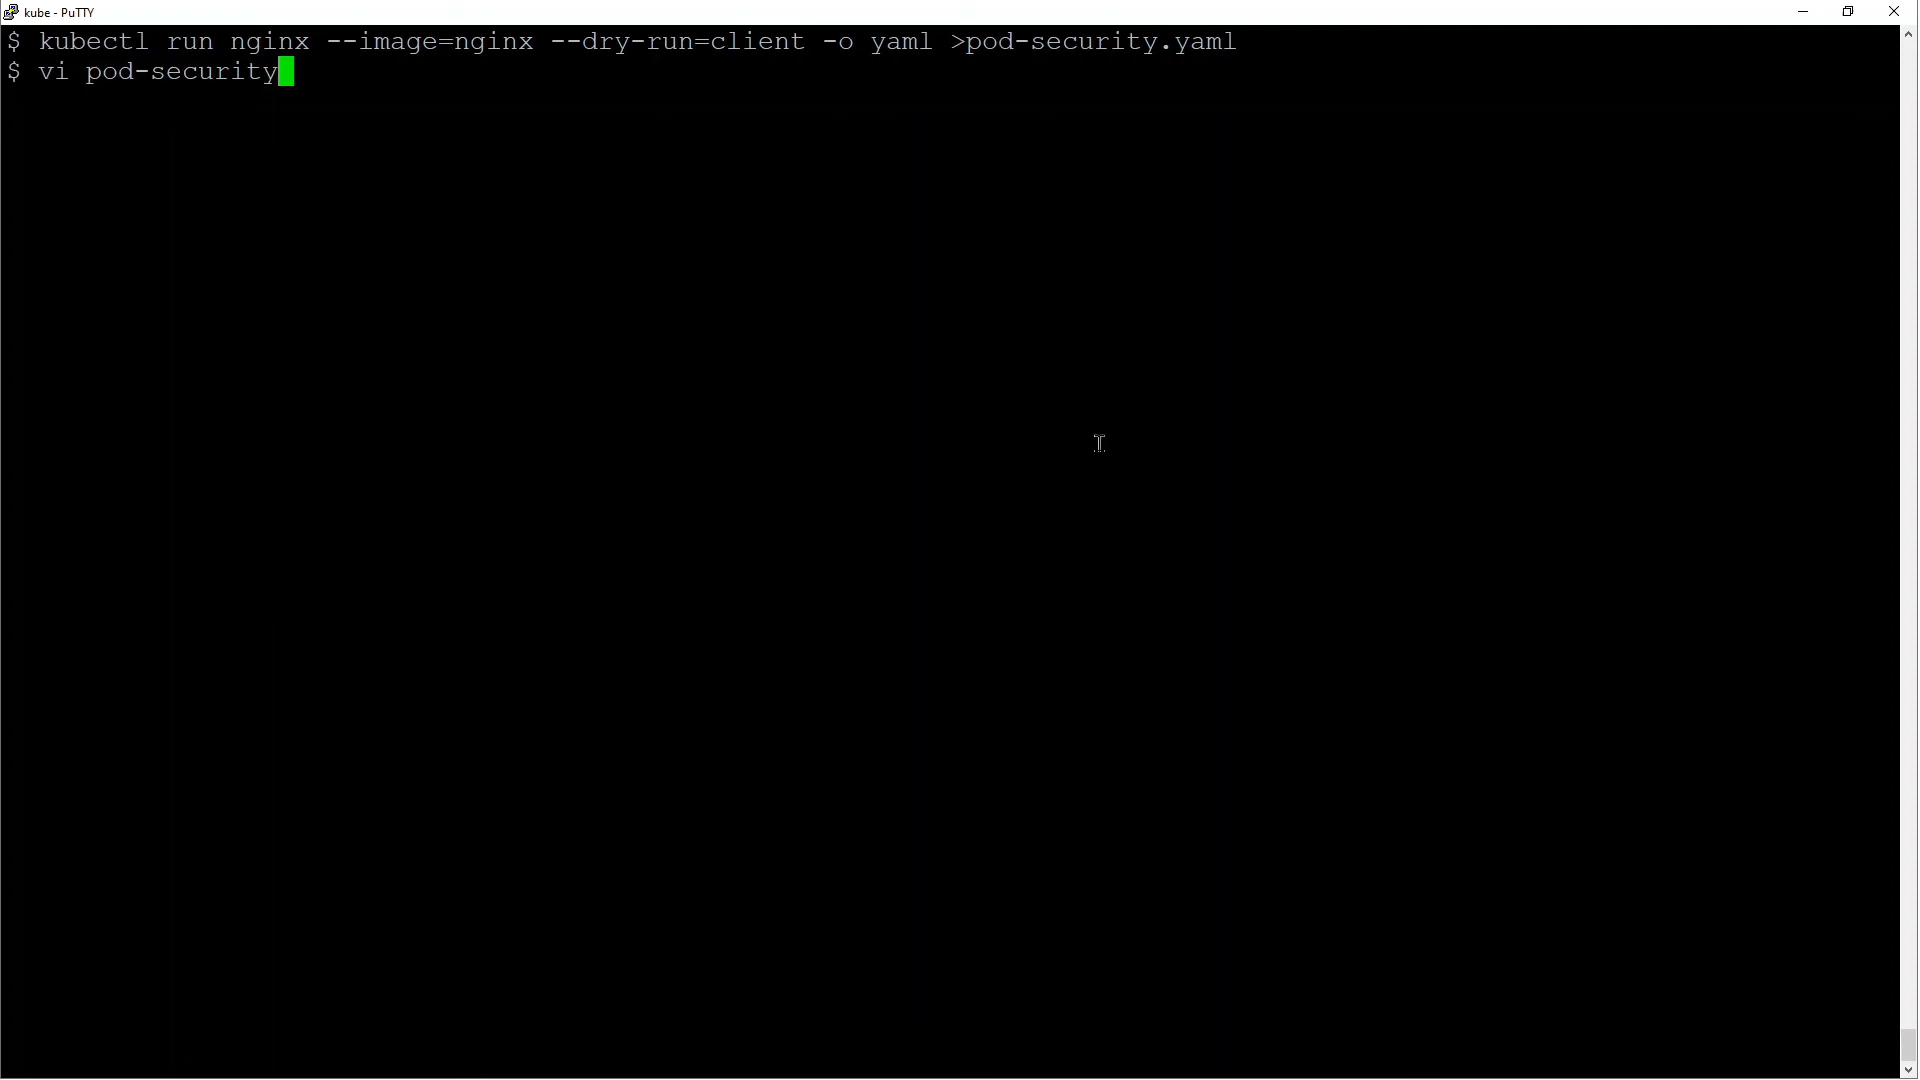 kube - PuTTY
$ kubectl run nginx --image=nginx --dry-run=client -o yaml >pod-security.yaml
$ vi pod-security